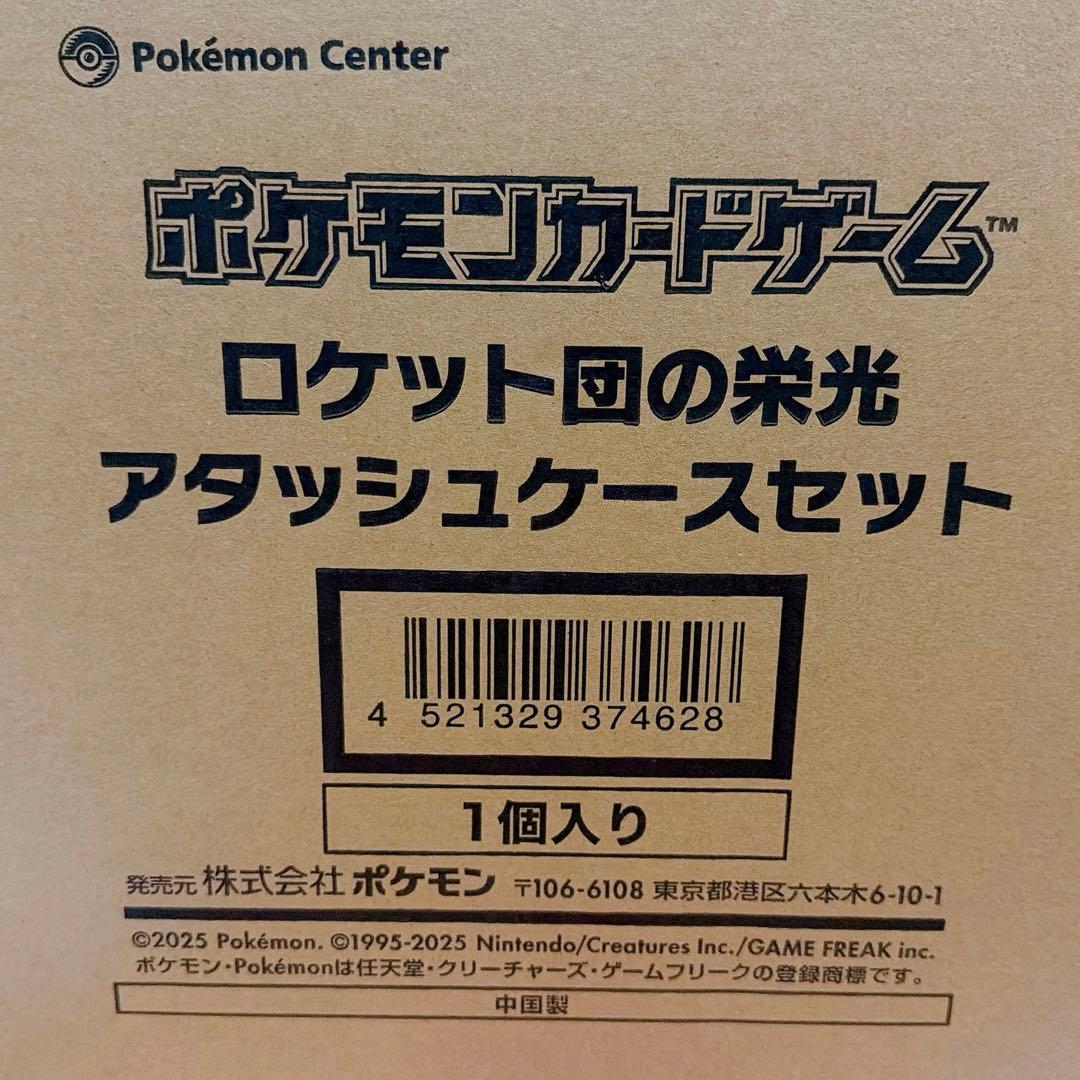 Pokémon Center
ポケモンカードゲーム™
ロケット団の栄光
アタッシュケースセット
4 521329 374628
1個入り
発売元 株式会社 ポケモン 〒106-6108 東京都港区六本木6-10-1
©2025 Pokémon. ©1995-2025 Nintendo/Creatures Inc./GAME FREAK inc.
ポケモン・Pokémonは任天堂・クリーチャーズ・ゲームフリークの登録商標です。
中国製